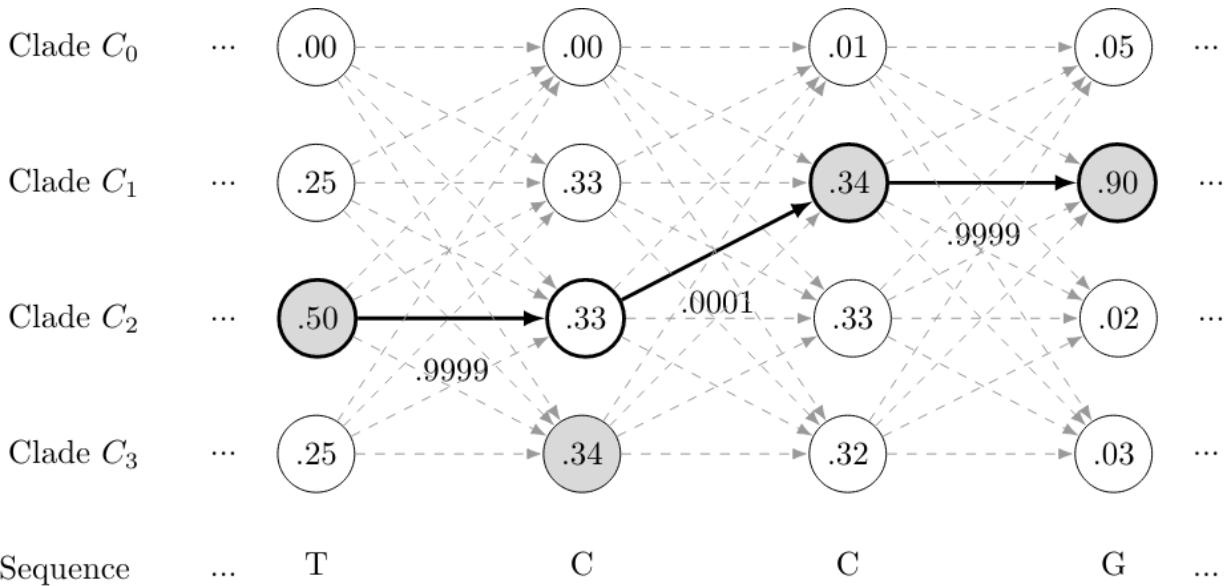 Clade C₀ ... .00 .00 .01 .05 ...
Clade C₁ ... .25 .33 .34 .90 ...
.9999
.0001
Clade C₂ ... .50 .33 .33 .02 ...
.9999
Clade C₃ ... .25 .34 .32 .03 ...
Sequence ... T C C G ...